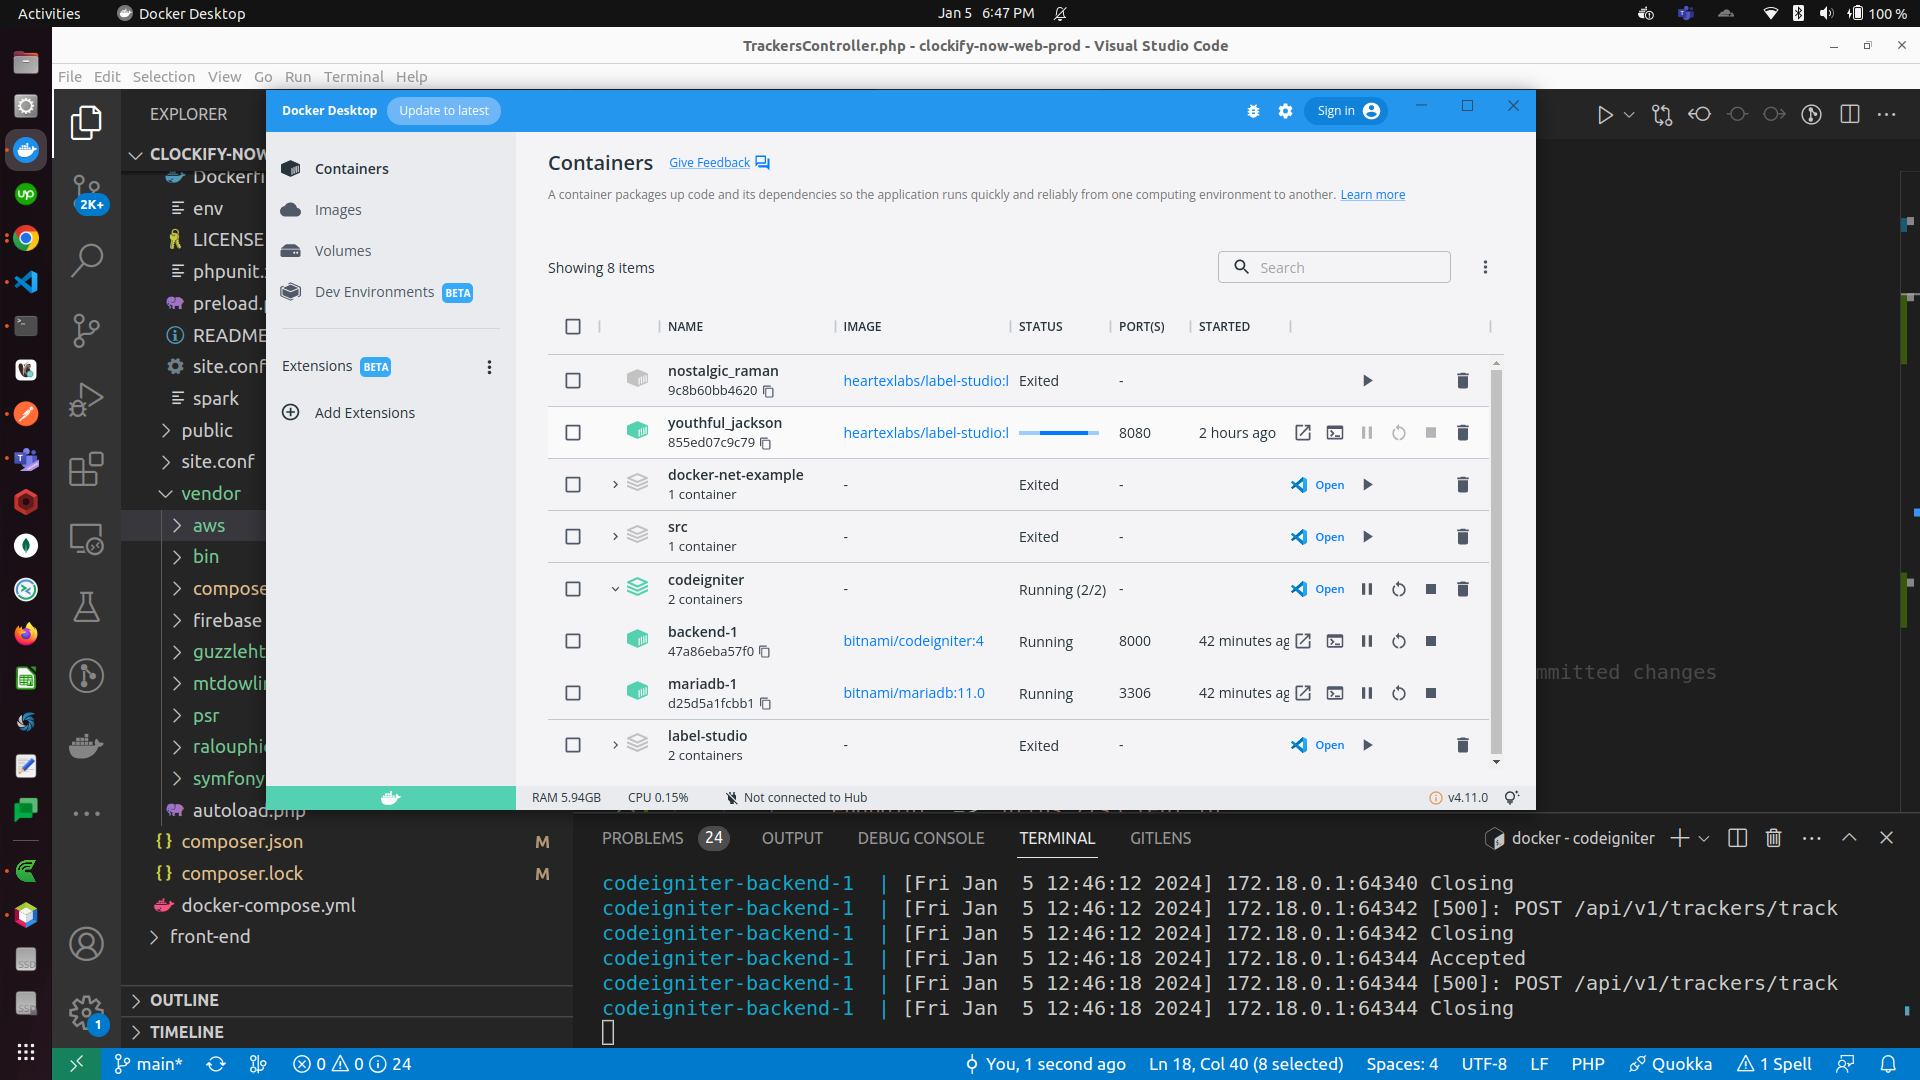 Activities
Docker Desktop
Jan 5 6:47 PM
100 %
TrackersController.php - clockify-now-web-prod - Visual Studio Code
File Edit Selection View Go Run Terminal Help
EXPLORER
CLOCKIFY-NOW
2K+
env
LICENSE
phpunit.
preload.
README
site.conf
spark
public
site.conf
vendor
aws
bin
compose
firebase
guzzleht
mtdowlin
psr
ralouphi
symfony
autoload.php
composer.json M
composer.lock M
docker-compose.yml
front-end
OUTLINE
TIMELINE
1
Docker Desktop
Update to latest
Sign in
Containers
Images
Volumes
Dev Environments BETA
Extensions BETA
Add Extensions
Containers
Give Feedback
A container packages up code and its dependencies so the application runs quickly and reliably from one computing environment to another. Learn more
Showing 8 items
Search
NAME IMAGE STATUS PORT(S) STARTED
nostalgic_raman
9c8b60bb4620
heartexlabs/label-studio:l Exited -
youthful_jackson
855ed07c9c79
heartexlabs/label-studio:l 8080 2 hours ago
docker-net-example
1 container
- Exited - Open
src
1 container
- Exited - Open
codeigniter
2 containers
- Running (2/2) - Open
backend-1
47a86eba57f0
bitnami/codeigniter:4 Running 8000 42 minutes ag
mariadb-1
d25d5a1fcbb1
bitnami/mariadb:11.0 Running 3306 42 minutes ag
label-studio
2 containers
- Exited - Open
RAM 5.94GB CPU 0.15% Not connected to Hub
v4.11.0
mmitted changes
PROBLEMS 24 OUTPUT DEBUG CONSOLE TERMINAL GITLENS
docker - codeigniter
codeigniter-backend-1 | [Fri Jan 5 12:46:12 2024] 172.18.0.1:64340 Closing
codeigniter-backend-1 | [Fri Jan 5 12:46:12 2024] 172.18.0.1:64342 [500]: POST /api/v1/trackers/track
codeigniter-backend-1 | [Fri Jan 5 12:46:12 2024] 172.18.0.1:64342 Closing
codeigniter-backend-1 | [Fri Jan 5 12:46:18 2024] 172.18.0.1:64344 Accepted
codeigniter-backend-1 | [Fri Jan 5 12:46:18 2024] 172.18.0.1:64344 [500]: POST /api/v1/trackers/track
codeigniter-backend-1 | [Fri Jan 5 12:46:18 2024] 172.18.0.1:64344 Closing
main* 0 0 24
You, 1 second ago Ln 18, Col 40 (8 selected) Spaces: 4 UTF-8 LF PHP Quokka 1 Spell